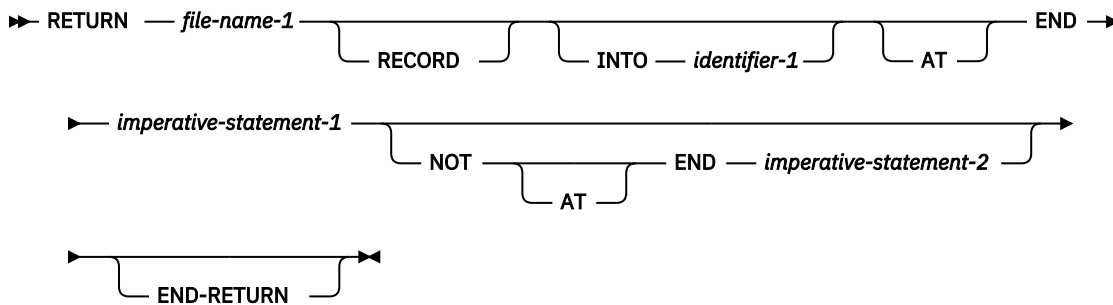 RETURN file-name-1 END
RECORD INTO identifier-1 AT
imperative-statement-1
NOT END imperative-statement-2
AT
END-RETURN